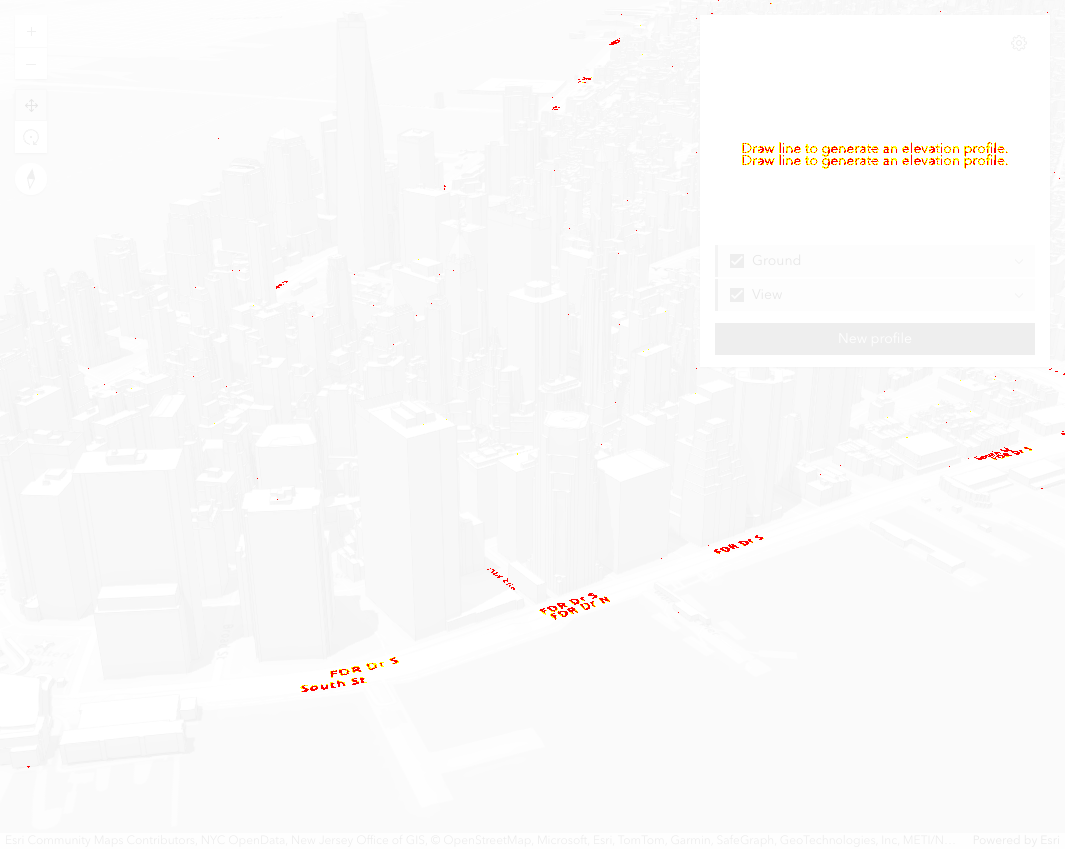 Draw line to generate an elevation profile.
Draw line to generate an elevation profile.
Ground
View
New profile
FDR Dr S
FDR Dr S
FDR Dr S
FDR Dr N
FDR Dr S
South St
Esri Community Maps Contributors, NYC OpenData, New Jersey Office of GIS, © OpenStreetMap, Microsoft, Esri, TomTom, Garmin, SafeGraph, GeoTechnologies, Inc, METI/N...
Powered by Esri